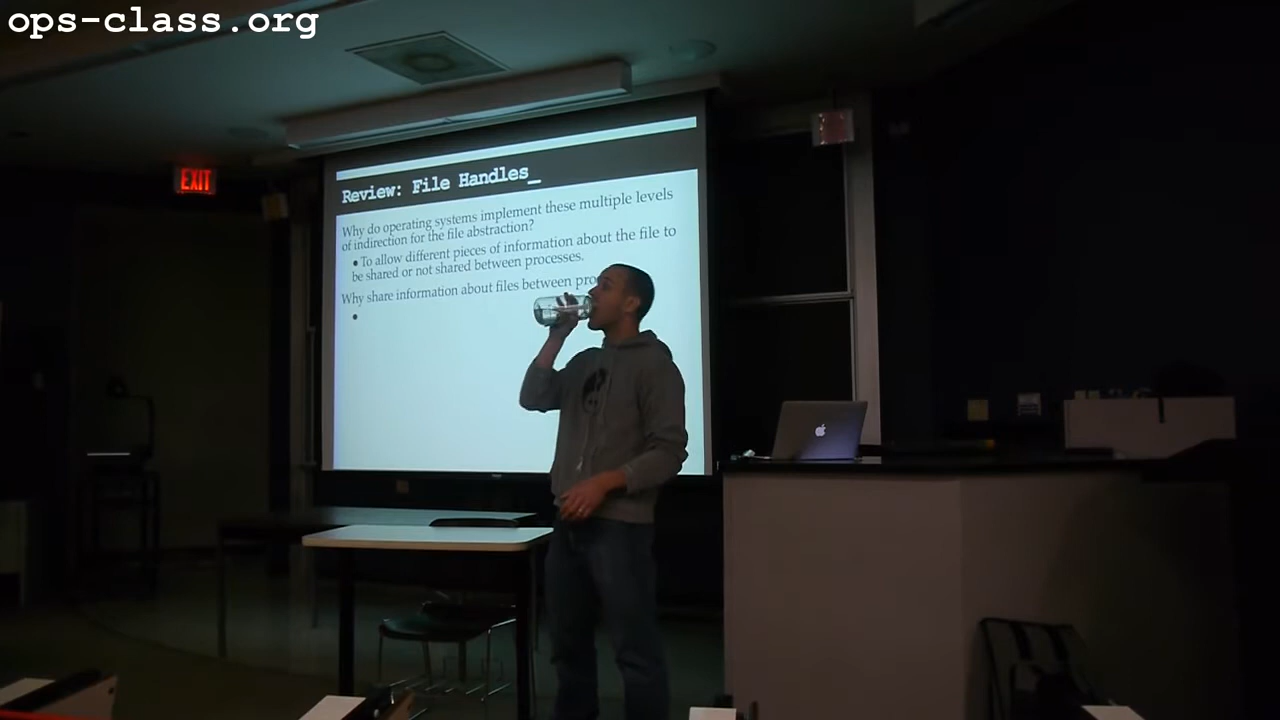 ops-class.org
EXIT
Review: File Handles_
Why do operating systems implement these multiple levels
of indirection for the file abstraction?
• To allow different pieces of information about the file to
be shared or not shared between processes.
Why share information about files between
•